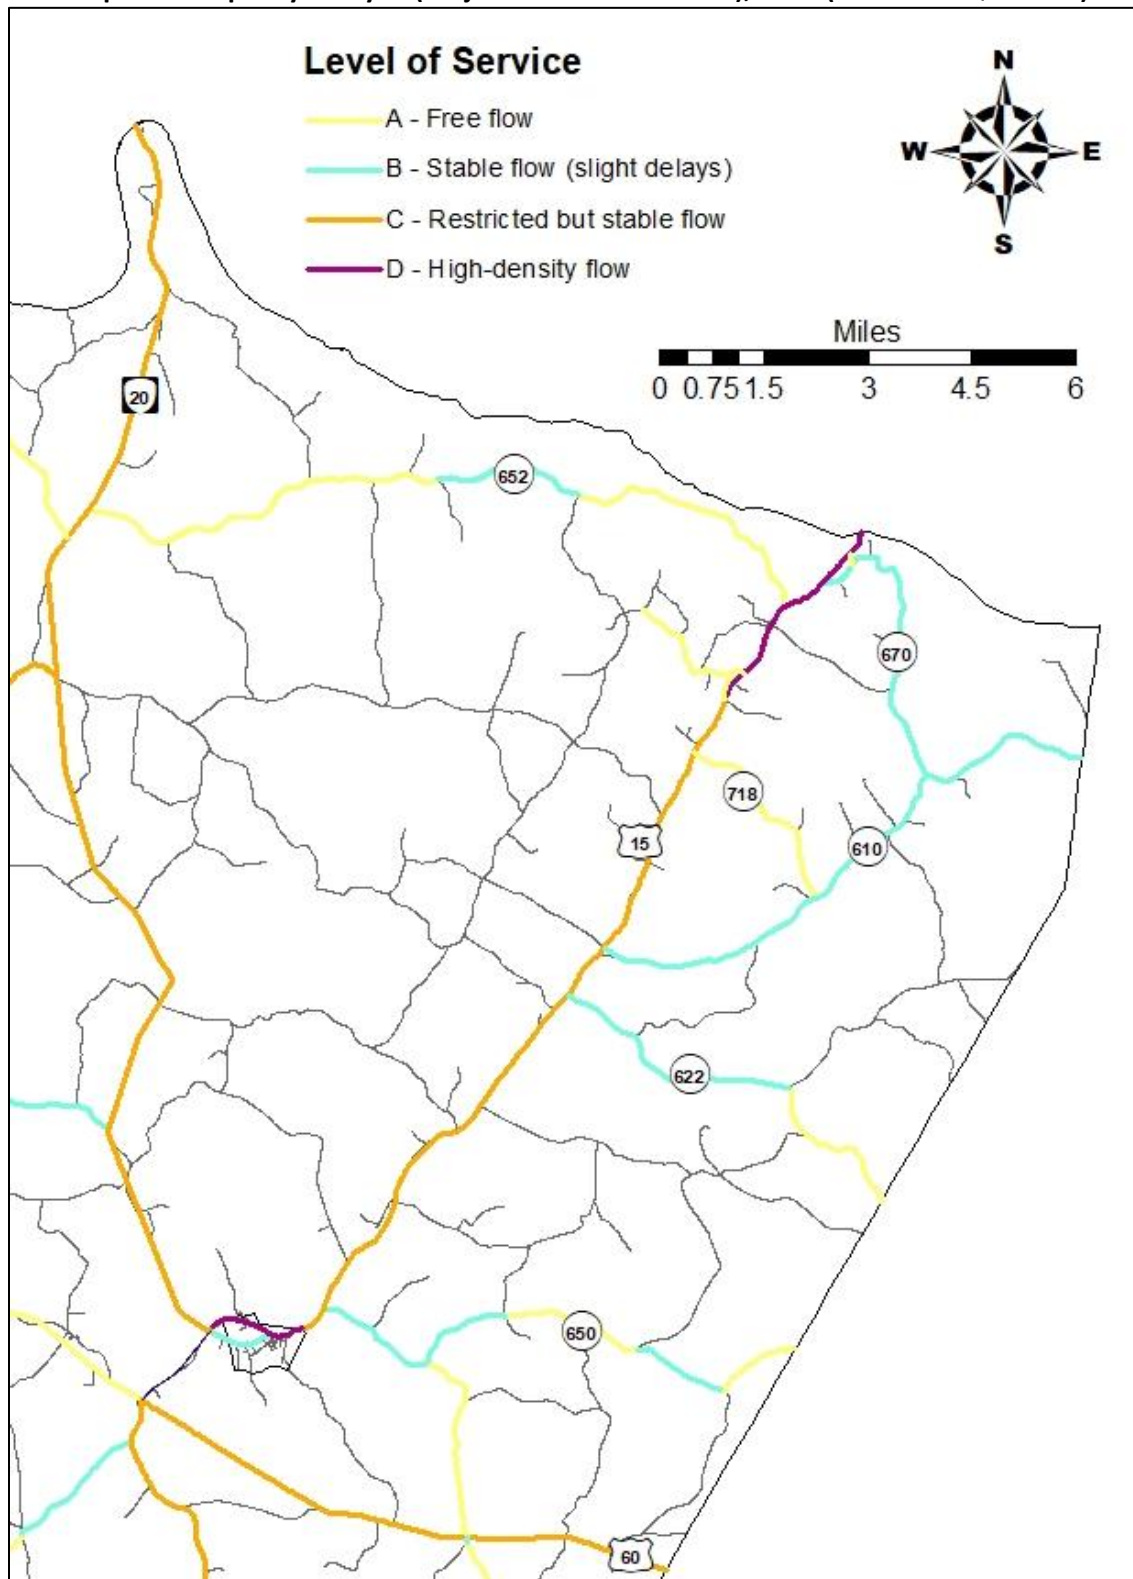 Level of Service
A - Free flow
B - Stable flow (slight delays)
C - Restricted but stable flow
D - High-density flow
N
W
E
S
Miles
0 0.75 1.5 3 4.5 6
20
652
670
718
15
610
622
650
60